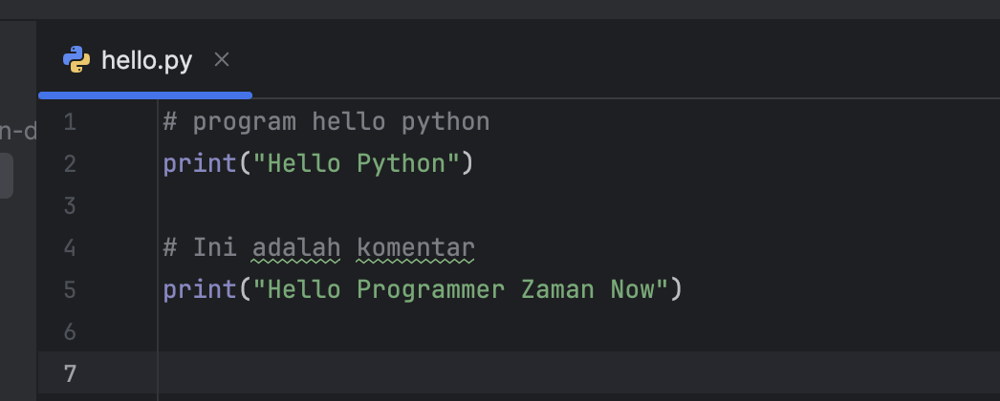 hello.py
n-d
1 # program hello python
2 print("Hello Python")
3
4 # Ini adalah komentar
5 print("Hello Programmer Zaman Now")
6
7